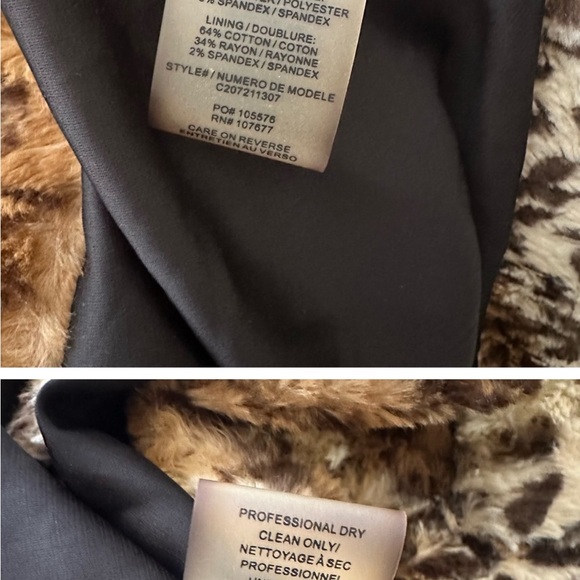 POLYESTER
% SPANDEX / SPANDEX
LINING / DOUBLURE:
64% COTTON / COTON
34% RAYON / RAYONNE
2% SPANDEX / SPANDEX
STYLE# / NUMERO DE MODELE
C207211307
PO# 105576
RN# 107677
CARE ON REVERSE
ENTRETIEN AU VERSO
PROFESSIONAL DRY
CLEAN ONLY/
NETTOYAGE À SEC
PROFESSIONNEL